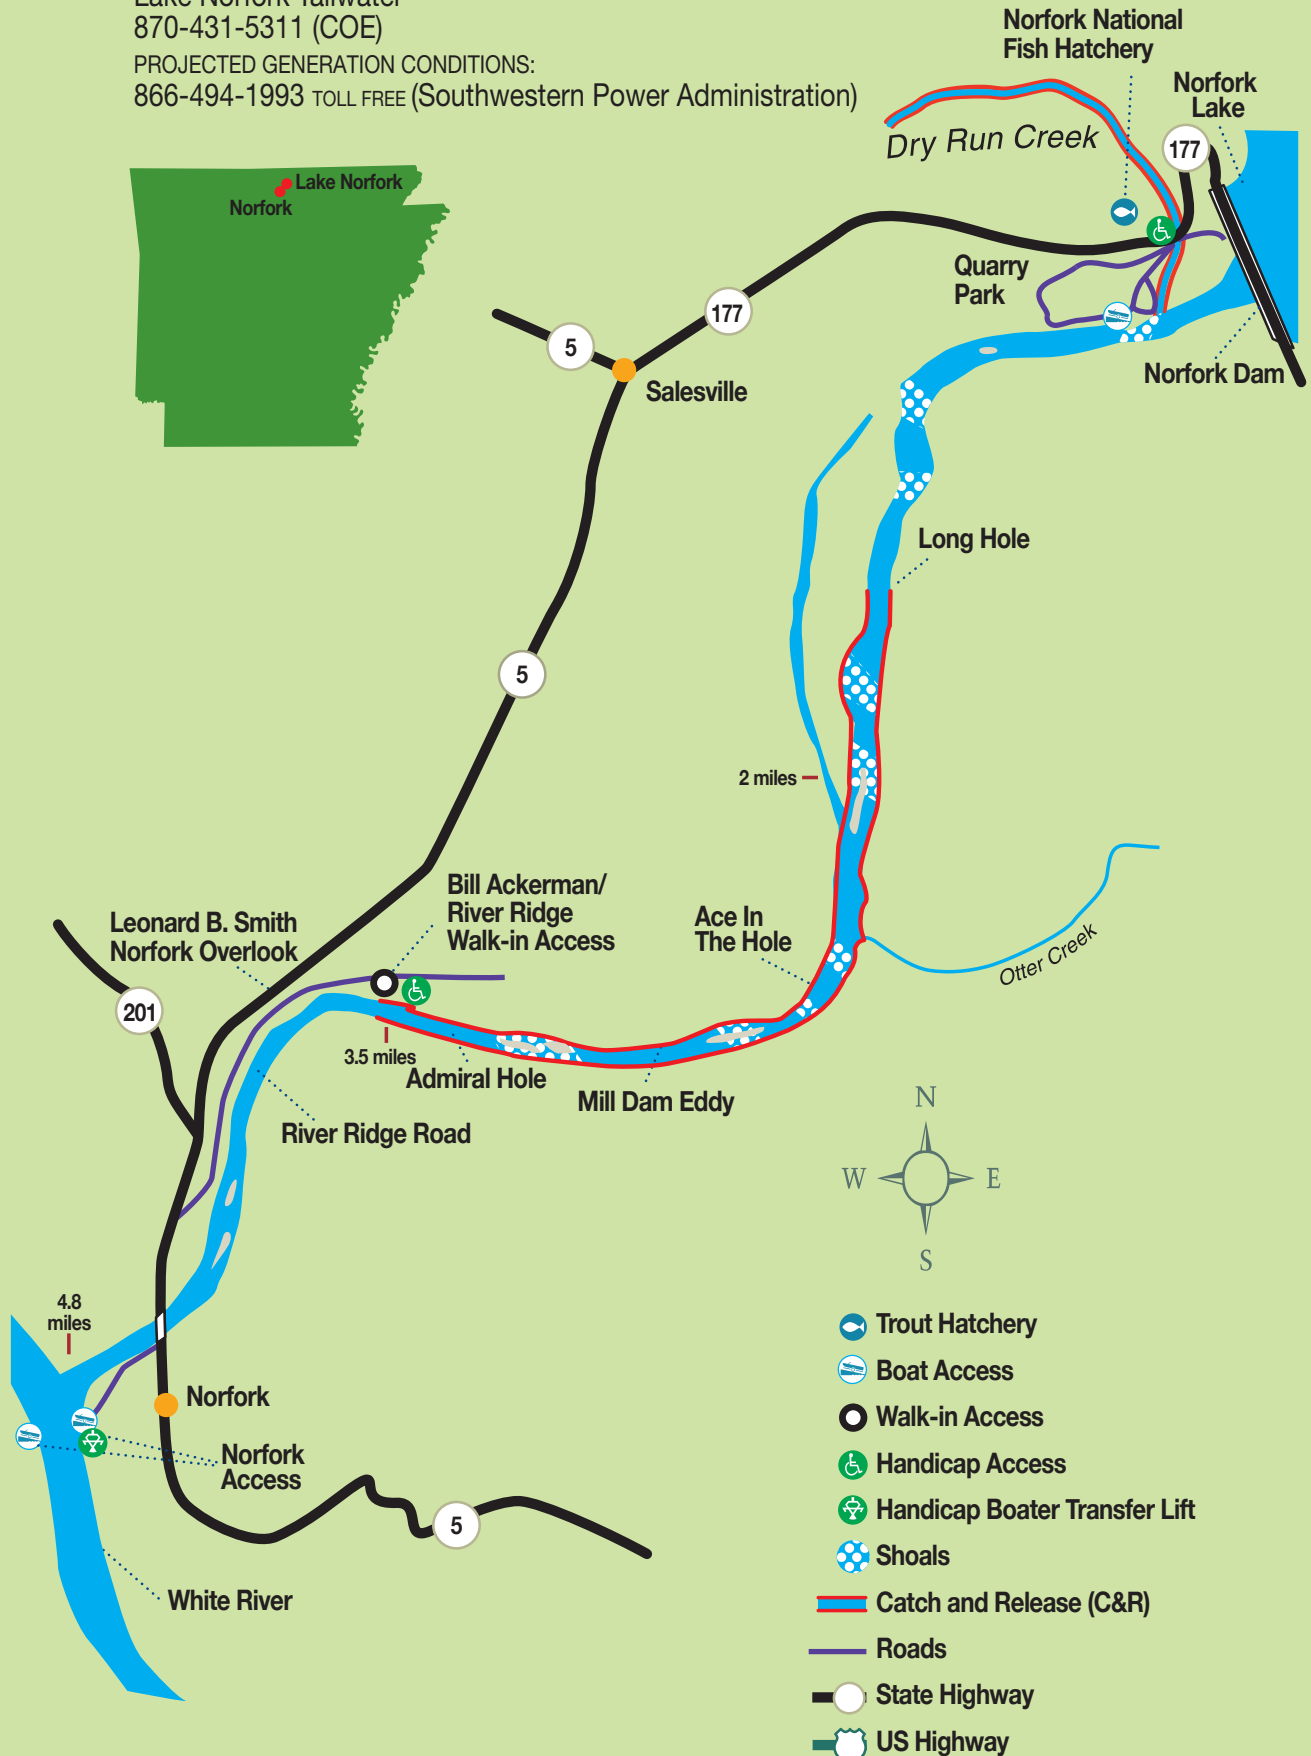 Lake Norfork Tailwater
870-431-5311 (COE)
PROJECTED GENERATION CONDITIONS:
866-494-1993 TOLL FREE (Southwestern Power Administration)
Norfork National
Fish Hatchery
Norfork
Lake
Dry Run Creek
177
Lake Norfork
Norfork
Quarry
Park
177
5
Salesville
Norfork Dam
Long Hole
5
2 miles
Bill Ackerman/
River Ridge
Walk-in Access
Leonard B. Smith
Norfork Overlook
Ace In
The Hole
Otter Creek
201
3.5 miles
Admiral Hole
Mill Dam Eddy
River Ridge Road
N
W
E
S
4.8
miles
Norfork
Norfork
Access
5
White River
Trout Hatchery
Boat Access
Walk-in Access
Handicap Access
Handicap Boater Transfer Lift
Shoals
Catch and Release (C&R)
Roads
State Highway
US Highway